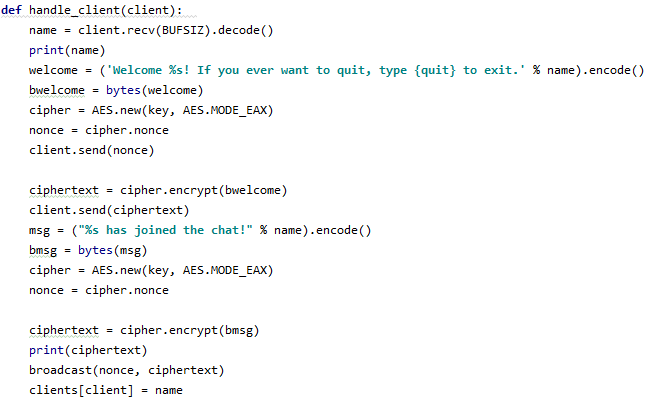 def handle_client(client):
    name = client.recv(BUFSIZ).decode()
    print(name)
    welcome = ('Welcome %s! If you ever want to quit, type {quit} to exit.' % name).encode()
    bwelcome = bytes(welcome)
    cipher = AES.new(key, AES.MODE_EAX)
    nonce = cipher.nonce
    client.send(nonce)

    ciphertext = cipher.encrypt(bwelcome)
    client.send(ciphertext)
    msg = ("%s has joined the chat!" % name).encode()
    bmsg = bytes(msg)
    cipher = AES.new(key, AES.MODE_EAX)
    nonce = cipher.nonce

    ciphertext = cipher.encrypt(bmsg)
    print(ciphertext)
    broadcast(nonce, ciphertext)
    clients[client] = name